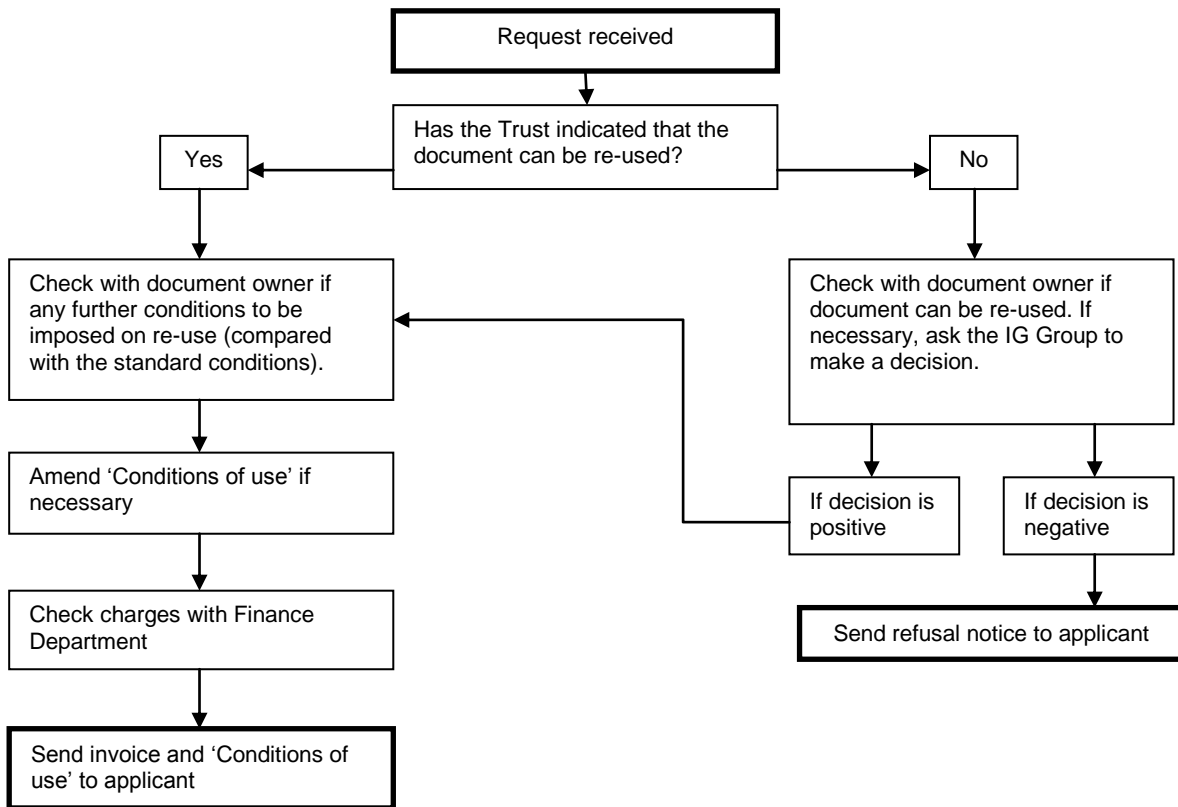 Request received
Has the Trust indicated that the
document can be re-used?
Yes
No
Check with document owner if
any further conditions to be
imposed on re-use (compared
with the standard conditions).
Check with document owner if
document can be re-used. If
necessary, ask the IG Group to
make a decision.
Amend ‘Conditions of use’ if
necessary
If decision is
positive
If decision is
negative
Check charges with Finance
Department
Send refusal notice to applicant
Send invoice and ‘Conditions of
use’ to applicant